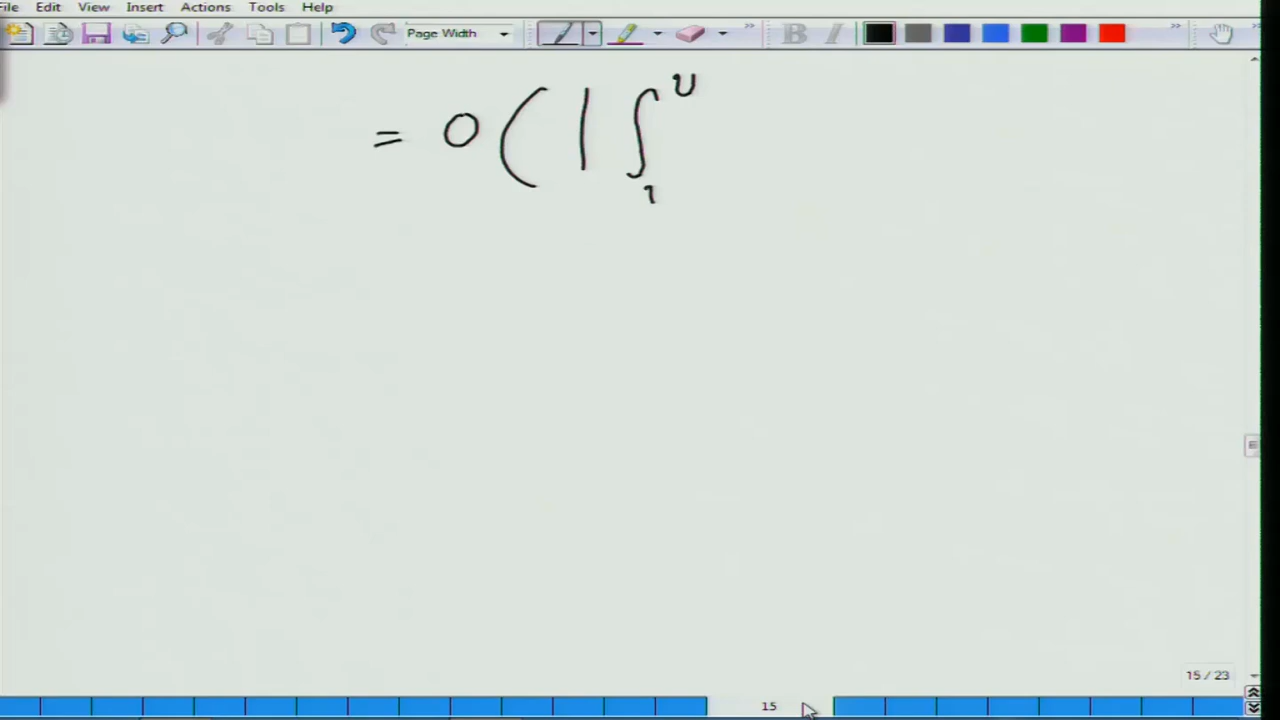 File Edit View Insert Actions Tools Help
Page Width B I
= O ( | ∫ U
1
15 / 23
15